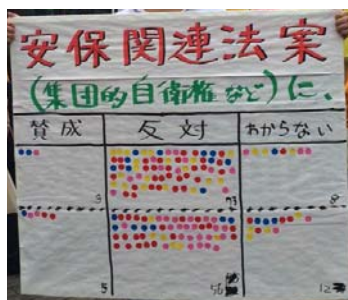 安保関連法案
(集団的自衛権など)に、
賛成 反対 わからない
3 73 8
5 56 12